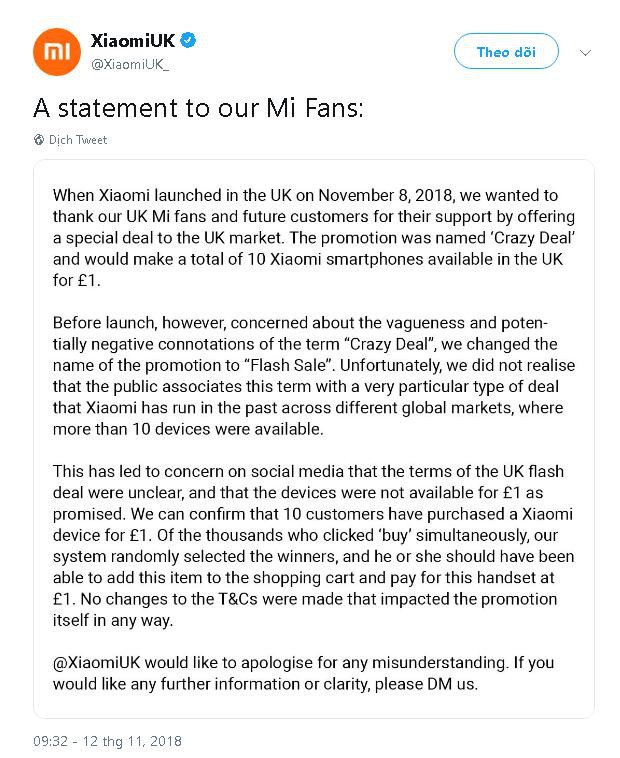 mi
XiaomiUK
@XiaomiUK_
Theo dõi
A statement to our Mi Fans:
Dịch Tweet
When Xiaomi launched in the UK on November 8, 2018, we wanted to
thank our UK Mi fans and future customers for their support by offering
a special deal to the UK market. The promotion was named ‘Crazy Deal’
and would make a total of 10 Xiaomi smartphones available in the UK
for £1.
Before launch, however, concerned about the vagueness and poten-
tially negative connotations of the term “Crazy Deal”, we changed the
name of the promotion to “Flash Sale”. Unfortunately, we did not realise
that the public associates this term with a very particular type of deal
that Xiaomi has run in the past across different global markets, where
more than 10 devices were available.
This has led to concern on social media that the terms of the UK flash
deal were unclear, and that the devices were not available for £1 as
promised. We can confirm that 10 customers have purchased a Xiaomi
device for £1. Of the thousands who clicked ‘buy’ simultaneously, our
system randomly selected the winners, and he or she should have been
able to add this item to the shopping cart and pay for this handset at
£1. No changes to the T&Cs were made that impacted the promotion
itself in any way.
@XiaomiUK would like to apologise for any misunderstanding. If you
would like any further information or clarity, please DM us.
09:32 - 12 thg 11, 2018